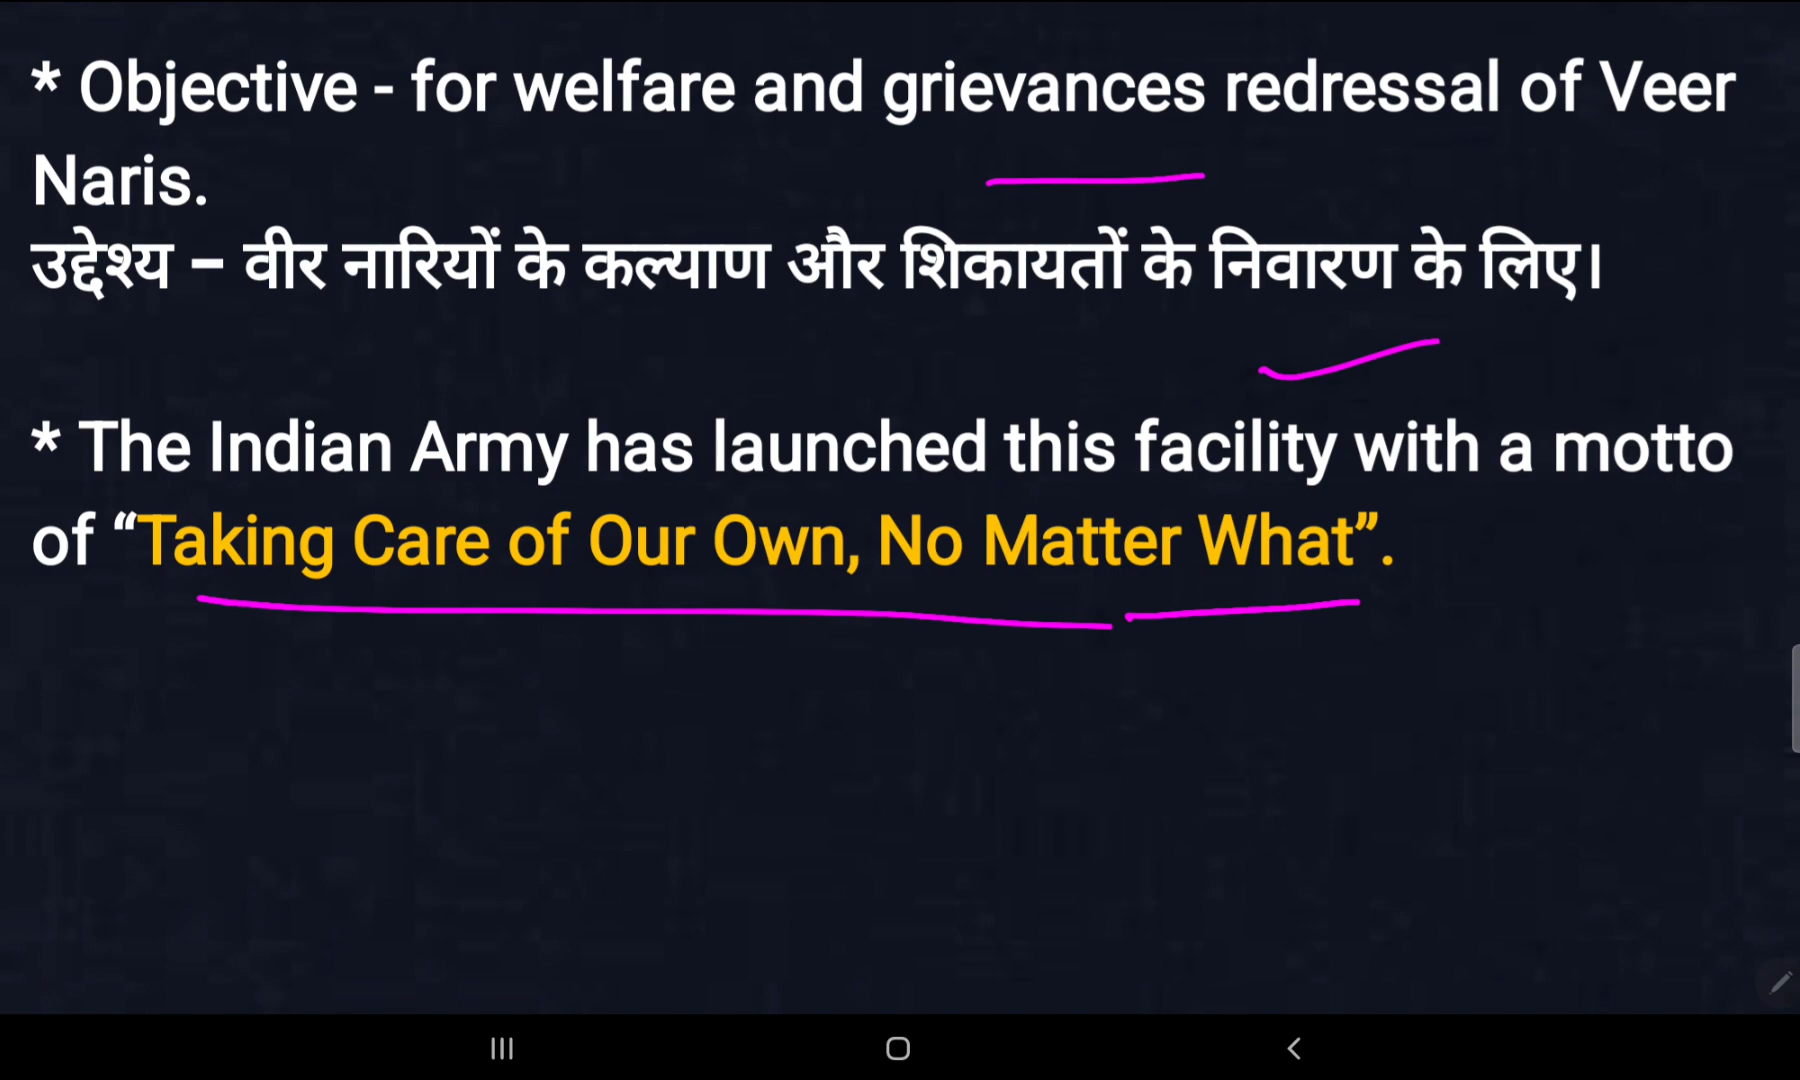 * Objective - for welfare and grievances redressal of Veer
Naris.
उद्देश्य – वीर नारियों के कल्याण और शिकायतों के निवारण के लिए।
* The Indian Army has launched this facility with a motto
of “Taking Care of Our Own, No Matter What”.